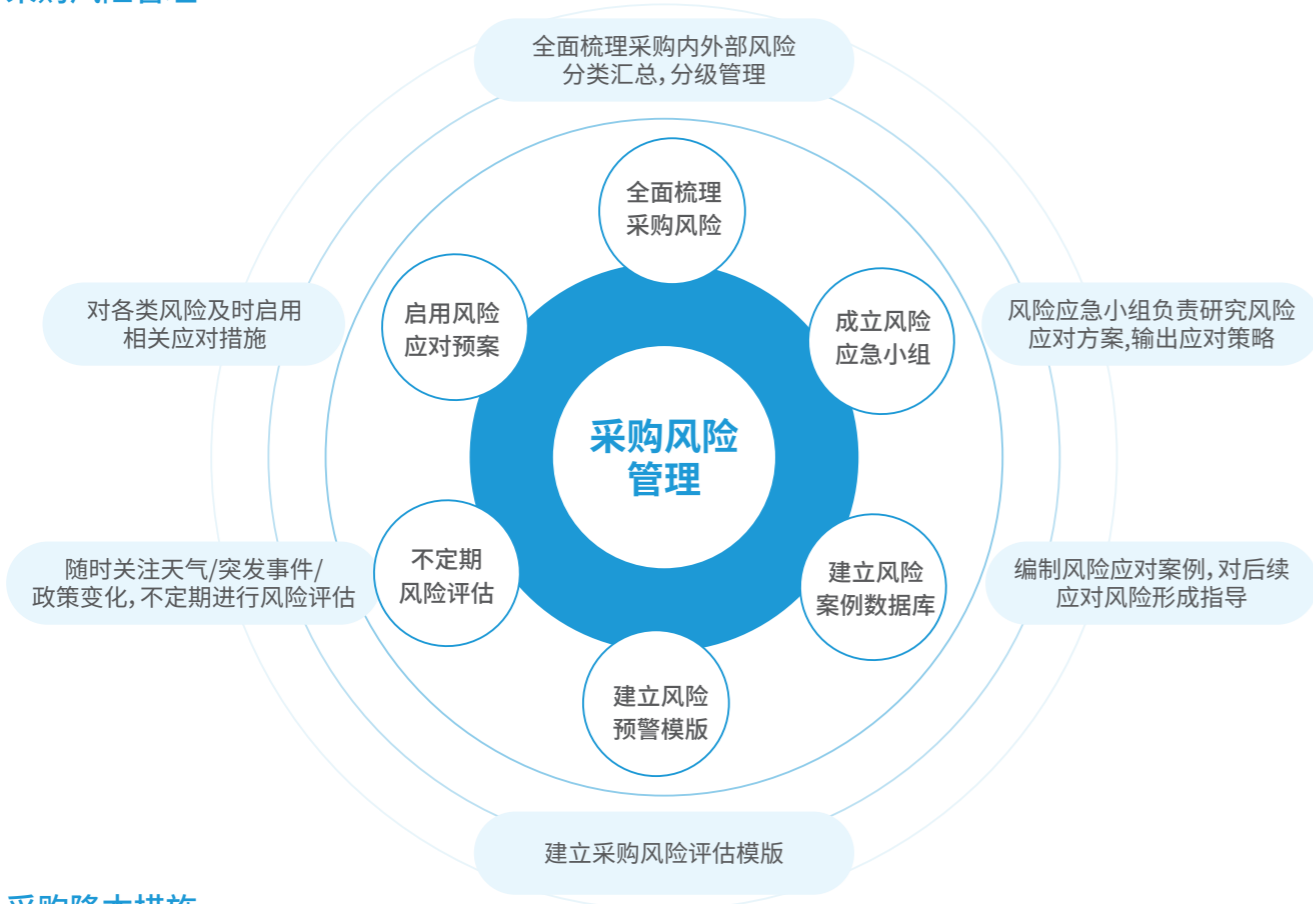 全面梳理采购内外部风险
分类汇总,分级管理
全面梳理
采购风险
对各类风险及时启用
相关应对措施
启用风险
应对预案
成立风险
应急小组
风险应急小组负责研究风险
应对方案,输出应对策略
采购风险
管理
随时关注天气/突发事件/
政策变化,不定期进行风险评估
不定期
风险评估
建立风险
案例数据库
编制风险应对案例,对后续
应对风险形成指导
建立风险
预警模版
建立采购风险评估模版
采购降本措施